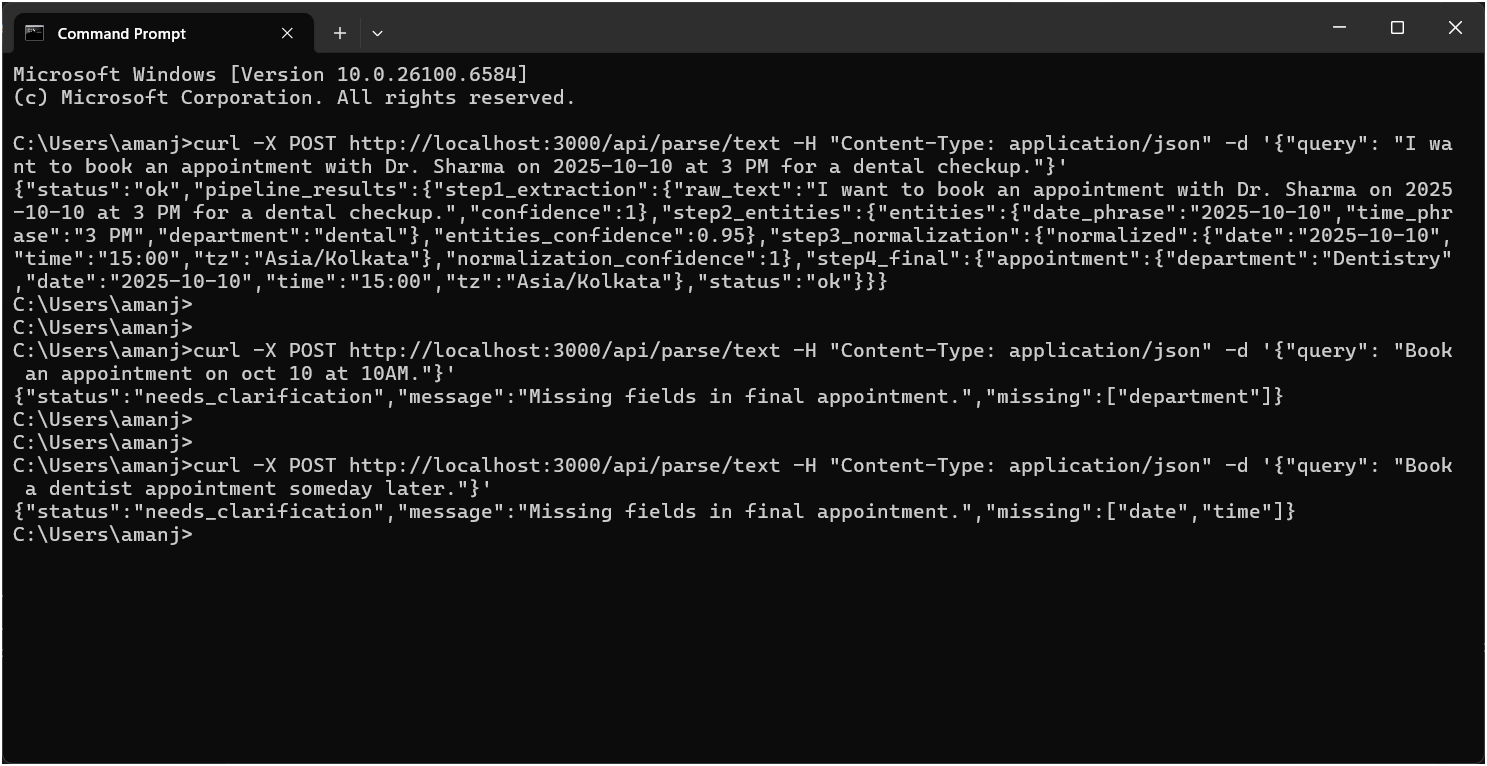 Command Prompt
Microsoft Windows [Version 10.0.26100.6584]
(c) Microsoft Corporation. All rights reserved.
C:\Users\amanj>curl -X POST http://localhost:3000/api/parse/text -H "Content-Type: application/json" -d '{"query": "I wa
nt to book an appointment with Dr. Sharma on 2025-10-10 at 3 PM for a dental checkup."}'
{"status":"ok","pipeline_results":{"step1_extraction":{"raw_text":"I want to book an appointment with Dr. Sharma on 2025
-10-10 at 3 PM for a dental checkup.","confidence":1},"step2_entities":{"entities":{"date_phrase":"2025-10-10","time_phr
ase":"3 PM","department":"dental"},"entities_confidence":0.95},"step3_normalization":{"normalized":{"date":"2025-10-10",
"time":"15:00","tz":"Asia/Kolkata"},"normalization_confidence":1},"step4_final":{"appointment":{"department":"Dentistry"
,"date":"2025-10-10","time":"15:00","tz":"Asia/Kolkata"},"status":"ok"}}}
C:\Users\amanj>
C:\Users\amanj>
C:\Users\amanj>curl -X POST http://localhost:3000/api/parse/text -H "Content-Type: application/json" -d '{"query": "Book
 an appointment on oct 10 at 10AM."}'
{"status":"needs_clarification","message":"Missing fields in final appointment.","missing":["department"]}
C:\Users\amanj>
C:\Users\amanj>
C:\Users\amanj>curl -X POST http://localhost:3000/api/parse/text -H "Content-Type: application/json" -d '{"query": "Book
 a dentist appointment someday later."}'
{"status":"needs_clarification","message":"Missing fields in final appointment.","missing":["date","time"]}
C:\Users\amanj>